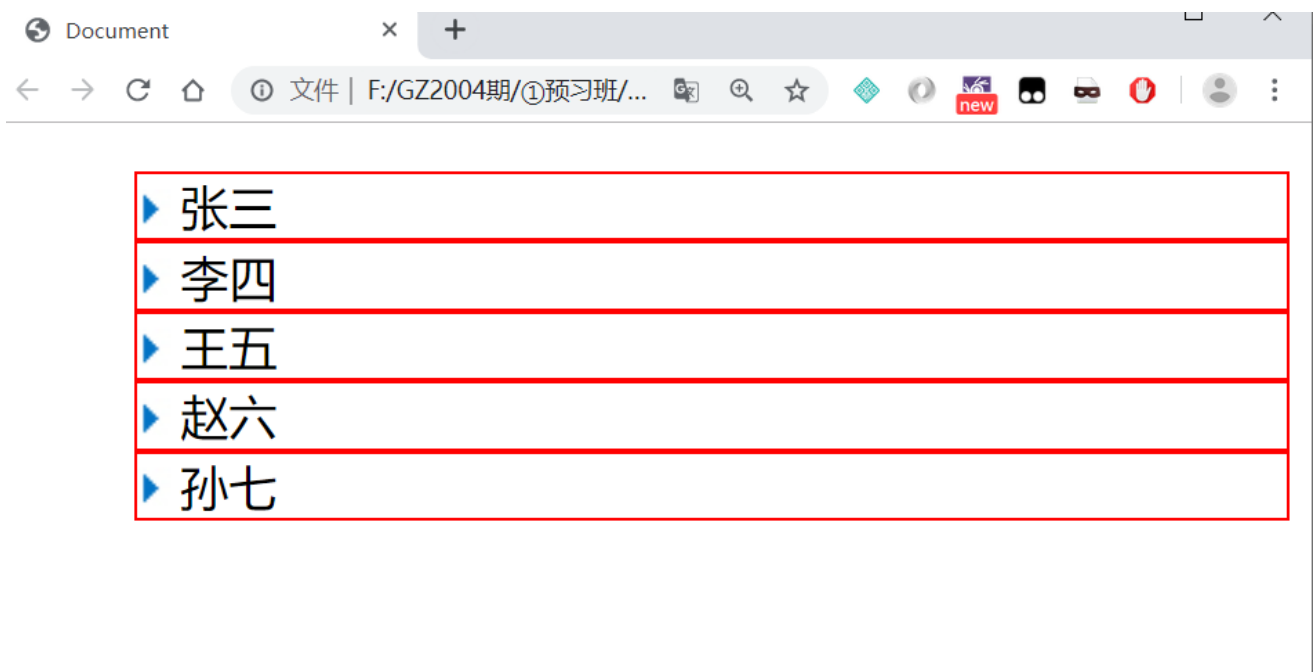 Document
文件 | F:/GZ2004期/①预习班/...
new
张三
李四
王五
赵六
孙七